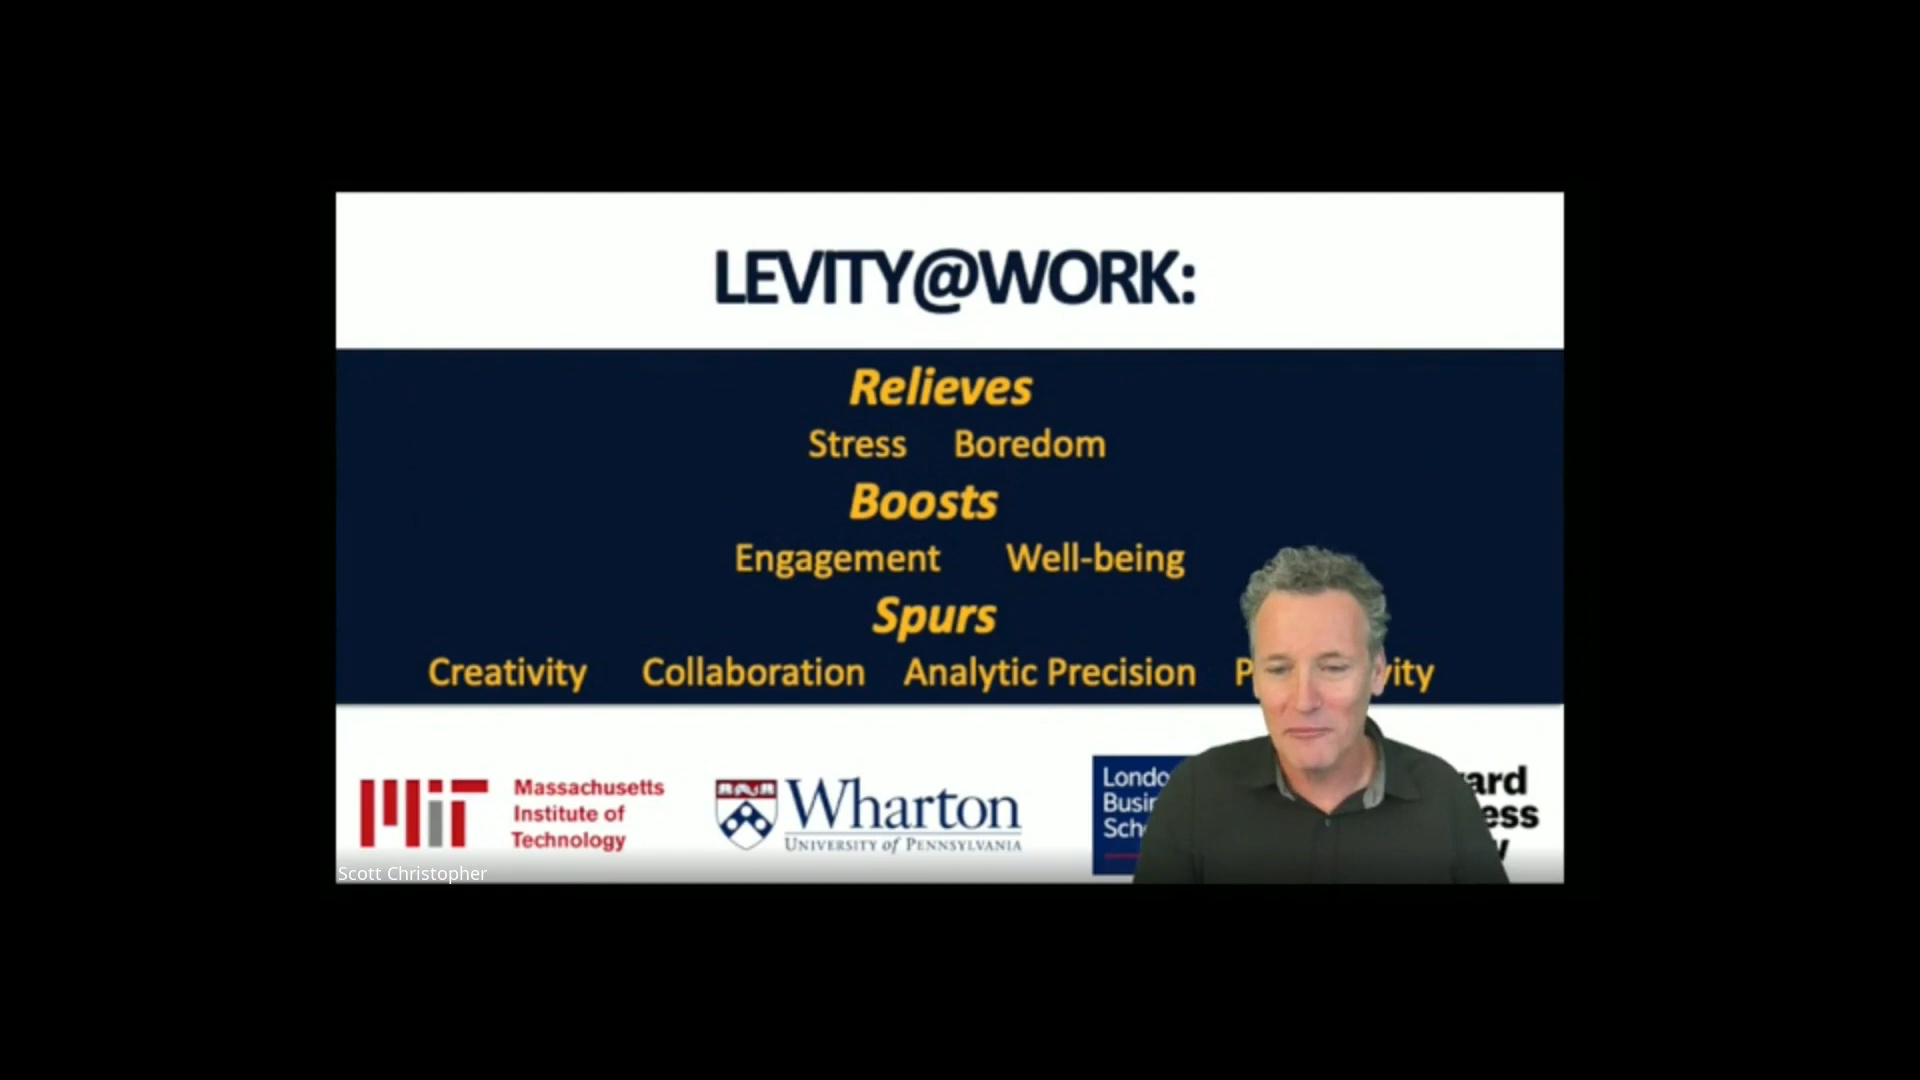 LEVITY@WORK:
Relieves
Stress Boredom
Boosts
Engagement Well-being
Spurs
Creativity Collaboration Analytic Precision
MIT Massachusetts
Institute of
Technology
Wharton
UNIVERSITY of PENNSYLVANIA
Scott Christopher